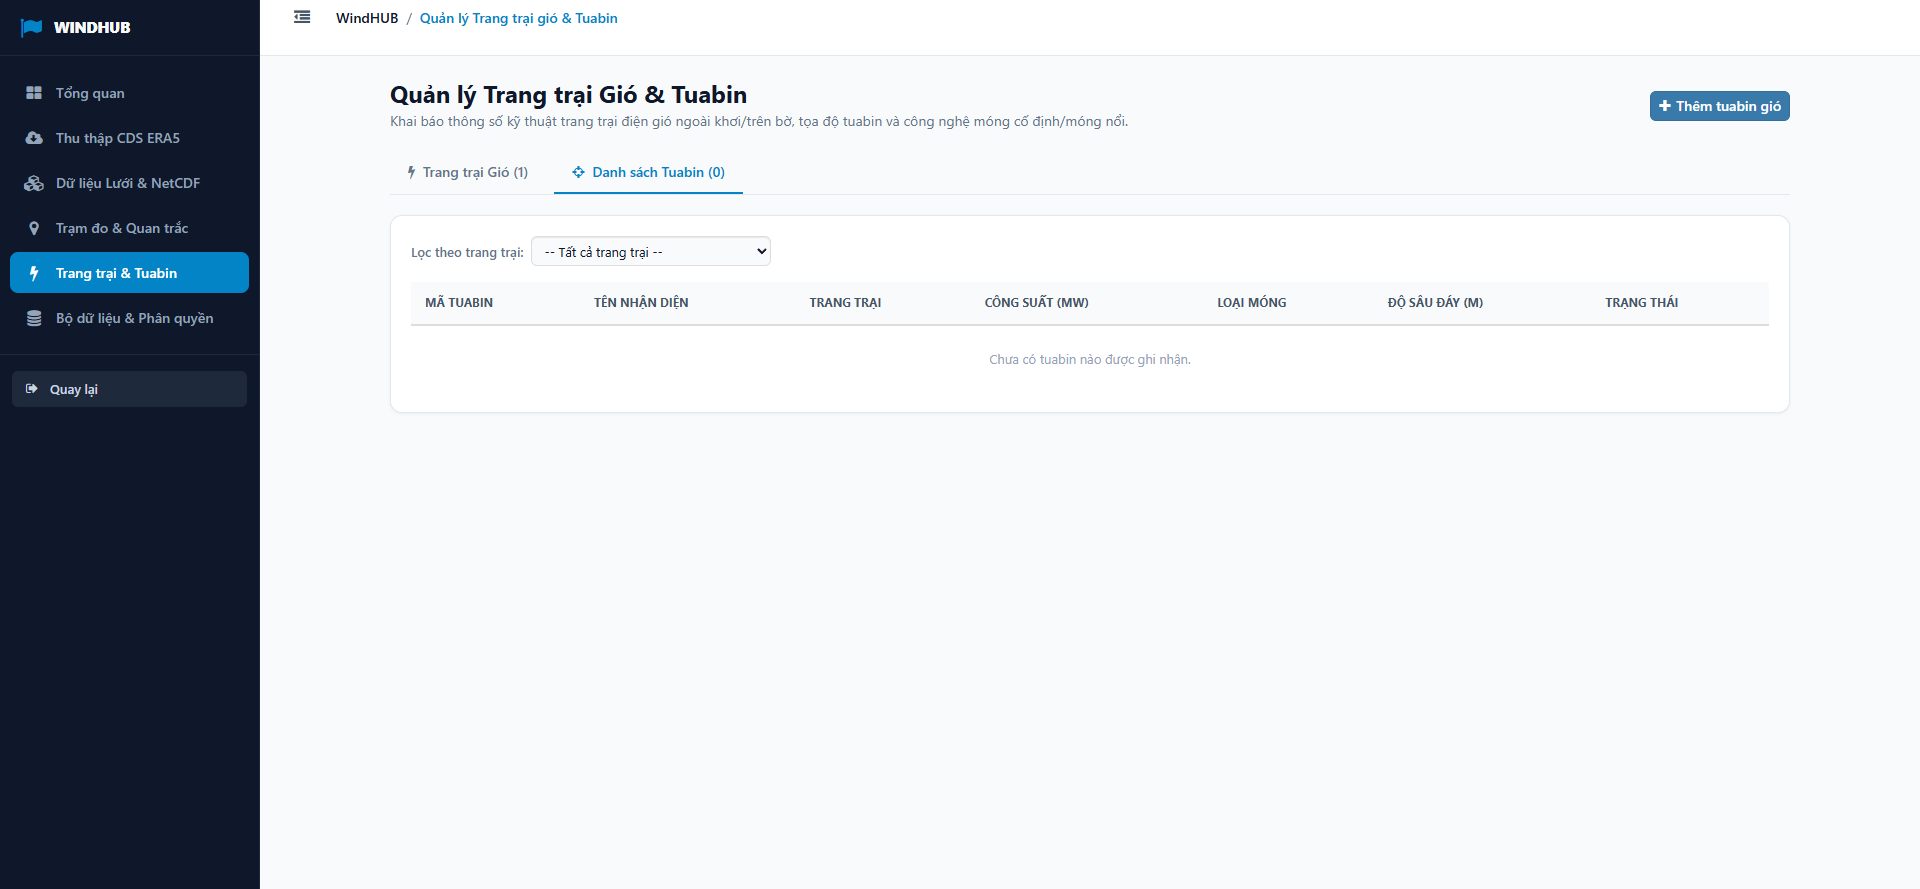 WINDHUB
WindHUB / Quản lý Trang trại gió & Tuabin
Tổng quan
Thu thập CDS ERA5
Dữ liệu Lưới & NetCDF
Trạm đo & Quan trắc
Trang trại & Tuabin
Bộ dữ liệu & Phân quyền
Quay lại
Quản lý Trang trại Gió & Tuabin
Khai báo thông số kỹ thuật trang trại điện gió ngoài khơi/trên bờ, tọa độ tuabin và công nghệ móng cố định/móng nổi.
Thêm tuabin gió
Trang trại Gió (1) Danh sách Tuabin (0)
Lọc theo trang trại: -- Tất cả trang trại --
MÃ TUABIN TÊN NHẬN DIỆN TRANG TRẠI CÔNG SUẤT (MW) LOẠI MÓNG ĐỘ SÂU ĐÁY (M) TRẠNG THÁI
Chưa có tuabin nào được ghi nhận.